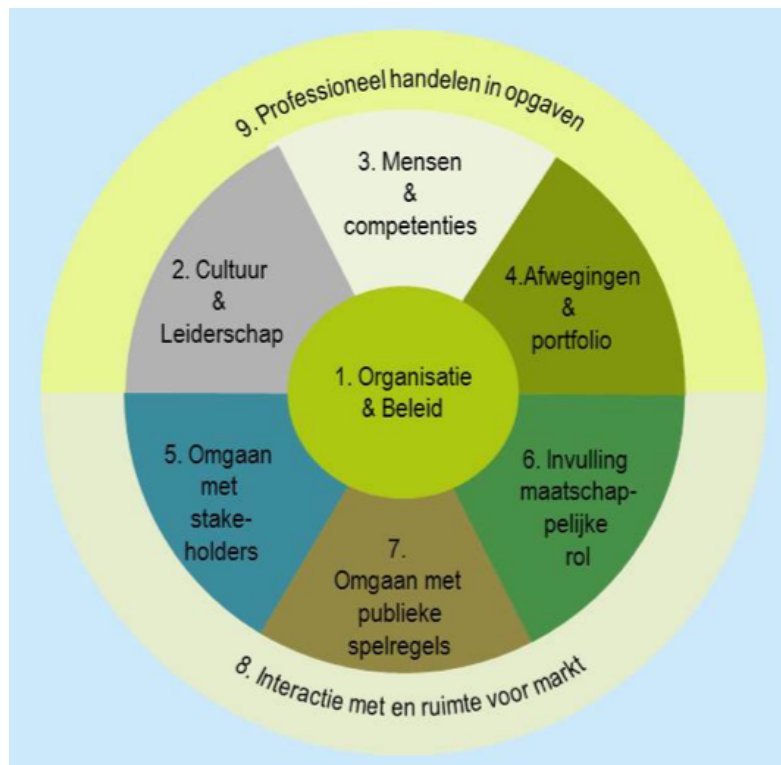 9. Professioneel handelen in opgaven
3. Mensen
&
competenties
2. Cultuur
&
Leiderschap
4.Afwegingen
&
portfolio
1. Organisatie
& Beleid
5. Omgaan
met
stake-
holders
6. Invulling
maatschap-
pelijke
rol
7.
Omgaan met
publieke
spelregels
8. Interactie met en ruimte voor markt